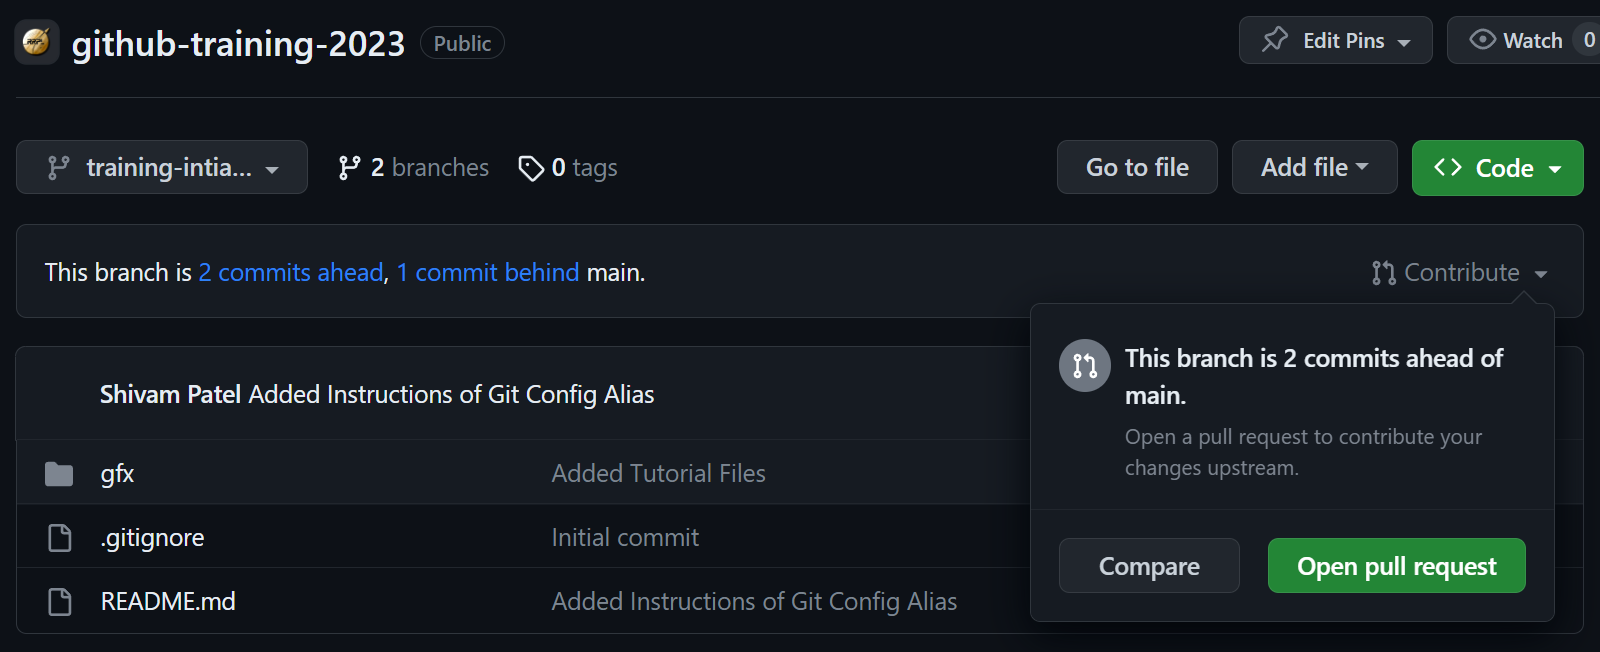 github-training-2023 Public Edit Pins Watch 0
training-intia... 2 branches 0 tags Go to file Add file Code
This branch is 2 commits ahead, 1 commit behind main. Contribute
This branch is 2 commits ahead of
main.
Open a pull request to contribute your
changes upstream.
Compare Open pull request
Shivam Patel Added Instructions of Git Config Alias
gfx Added Tutorial Files
.gitignore Initial commit
README.md Added Instructions of Git Config Alias